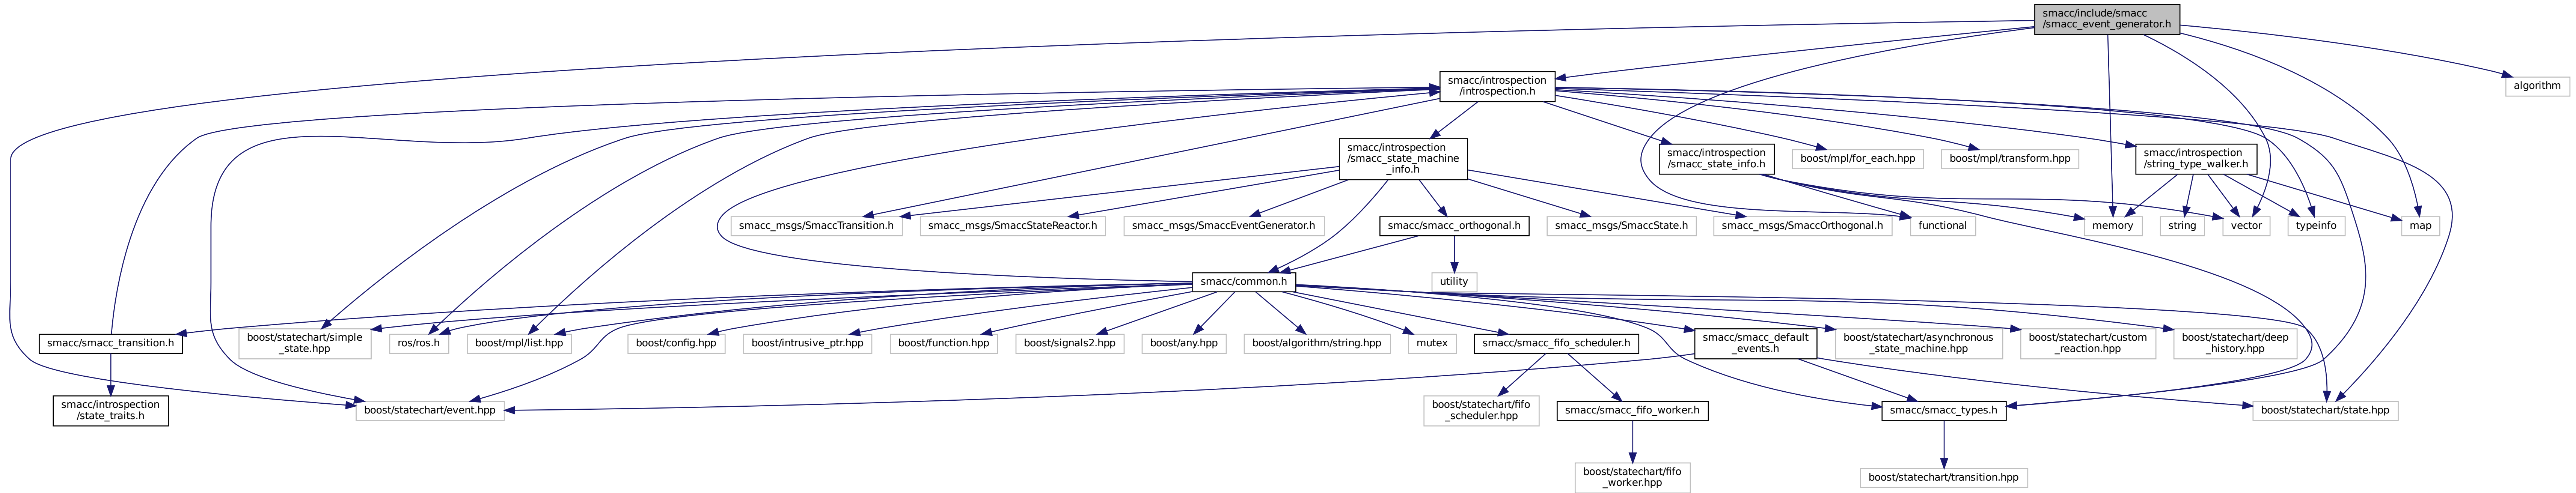 smacc/include/smacc
/smacc_event_generator.h
smacc/introspection
/introspection.h
algorithm
smacc/introspection
/smacc_state_machine
_info.h
smacc/introspection
/smacc_state_info.h
boost/mpl/for_each.hpp
boost/mpl/transform.hpp
smacc/introspection
/string_type_walker.h
smacc_msgs/SmaccTransition.h
smacc_msgs/SmaccStateReactor.h
smacc_msgs/SmaccEventGenerator.h
smacc/smacc_orthogonal.h
smacc_msgs/SmaccState.h
smacc_msgs/SmaccOrthogonal.h
functional
memory
string
vector
typeinfo
map
smacc/common.h
utility
smacc/smacc_transition.h
boost/statechart/simple
_state.hpp
ros/ros.h
boost/mpl/list.hpp
boost/config.hpp
boost/intrusive_ptr.hpp
boost/function.hpp
boost/signals2.hpp
boost/any.hpp
boost/algorithm/string.hpp
mutex
smacc/smacc_fifo_scheduler.h
smacc/smacc_default
_events.h
boost/statechart/asynchronous
_state_machine.hpp
boost/statechart/custom
_reaction.hpp
boost/statechart/deep
_history.hpp
smacc/introspection
/state_traits.h
boost/statechart/event.hpp
boost/statechart/fifo
_scheduler.hpp
smacc/smacc_fifo_worker.h
smacc/smacc_types.h
boost/statechart/state.hpp
boost/statechart/fifo
_worker.hpp
boost/statechart/transition.hpp